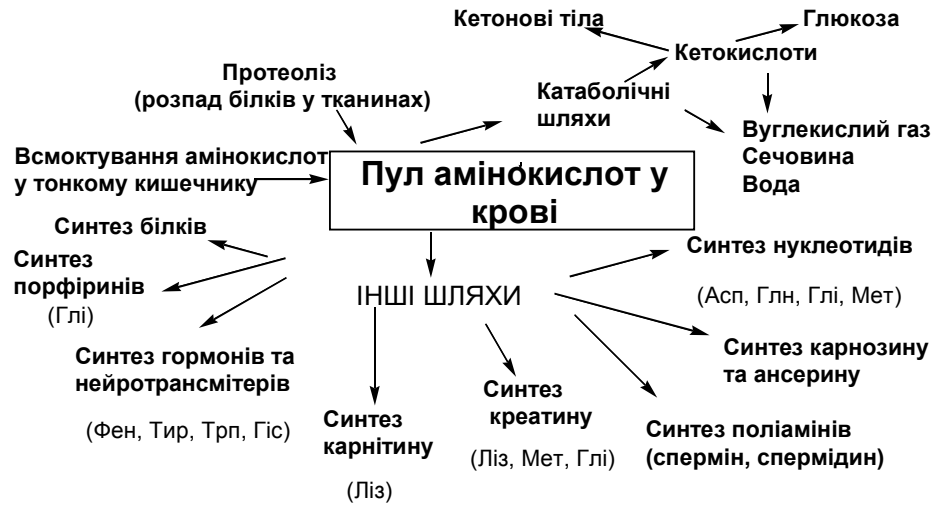 Кетонові тіла
Глюкоза
Кетокислоти
Протеоліз
(розпад білків у тканинах)
Катаболічні
шляхи
Вуглекислий газ
Сечовина
Вода
Всмоктування амінокислот
у тонкому кишечнику
Пул амінокислот у
крові
Синтез білків
Синтез
порфіринів
(Глі)
ІНШІ ШЛЯХИ
Синтез нуклеотидів
(Асп, Глн, Глі, Мет)
Синтез гормонів та
нейротрансмітерів
(Фен, Тир, Трп, Гіс)
Синтез
карнітину
(Ліз)
Синтез
креатину
(Ліз, Мет, Глі)
Синтез карнозину
та ансерину
Синтез поліамінів
(спермін, спермідин)